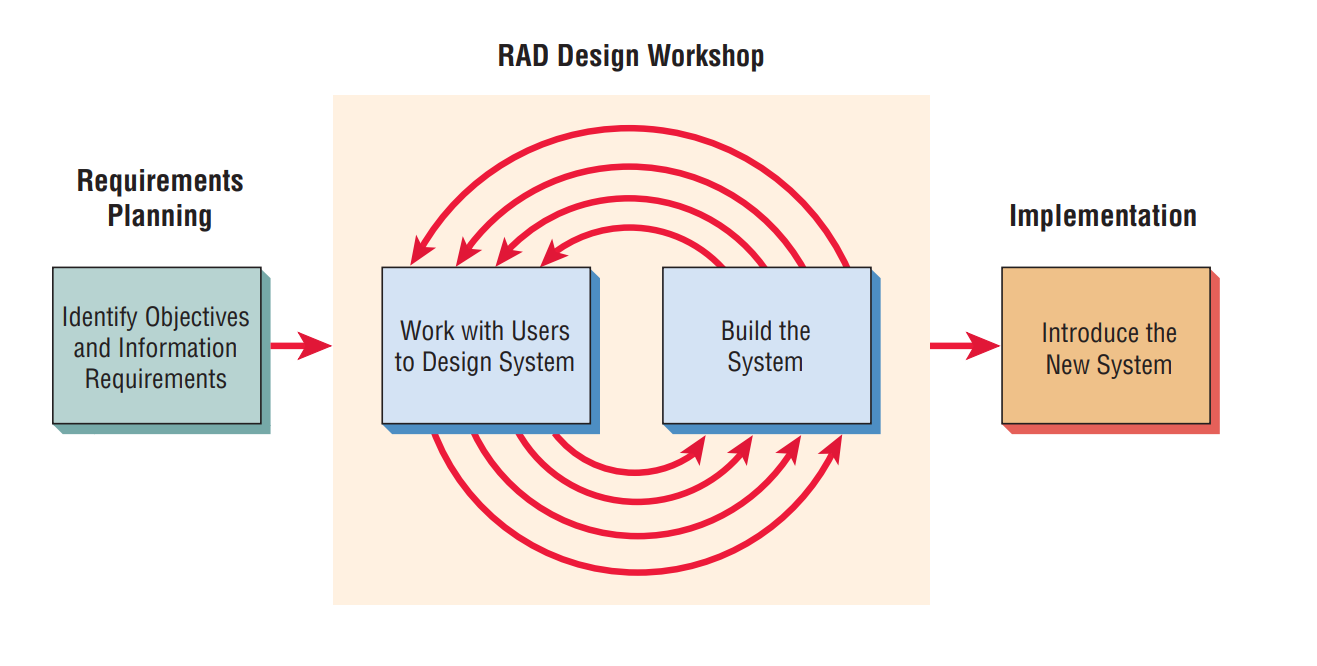 RAD Design Workshop
Requirements
Planning
Identify Objectives
and Information
Requirements
Work with Users
to Design System
Build the
System
Implementation
Introduce the
New System